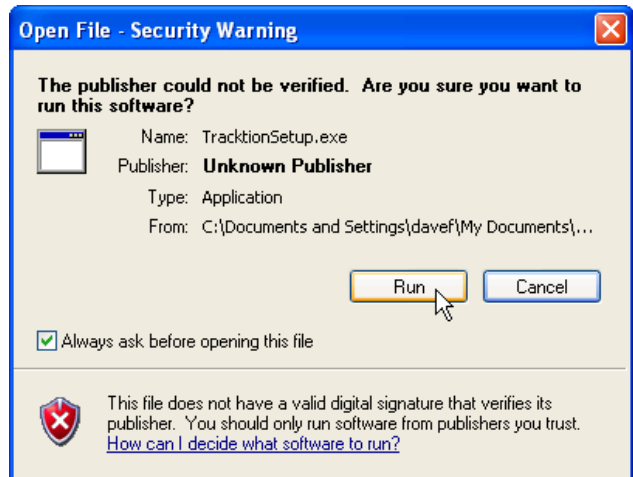 Open File - Security Warning
The publisher could not be verified.  Are you sure you want to
run this software?
Name: TracktionSetup.exe
Publisher: Unknown Publisher
Type: Application
From: C:\Documents and Settings\davef\My Documents\...
Run Cancel
Always ask before opening this file
This file does not have a valid digital signature that verifies its
publisher.  You should only run software from publishers you trust.
How can I decide what software to run?